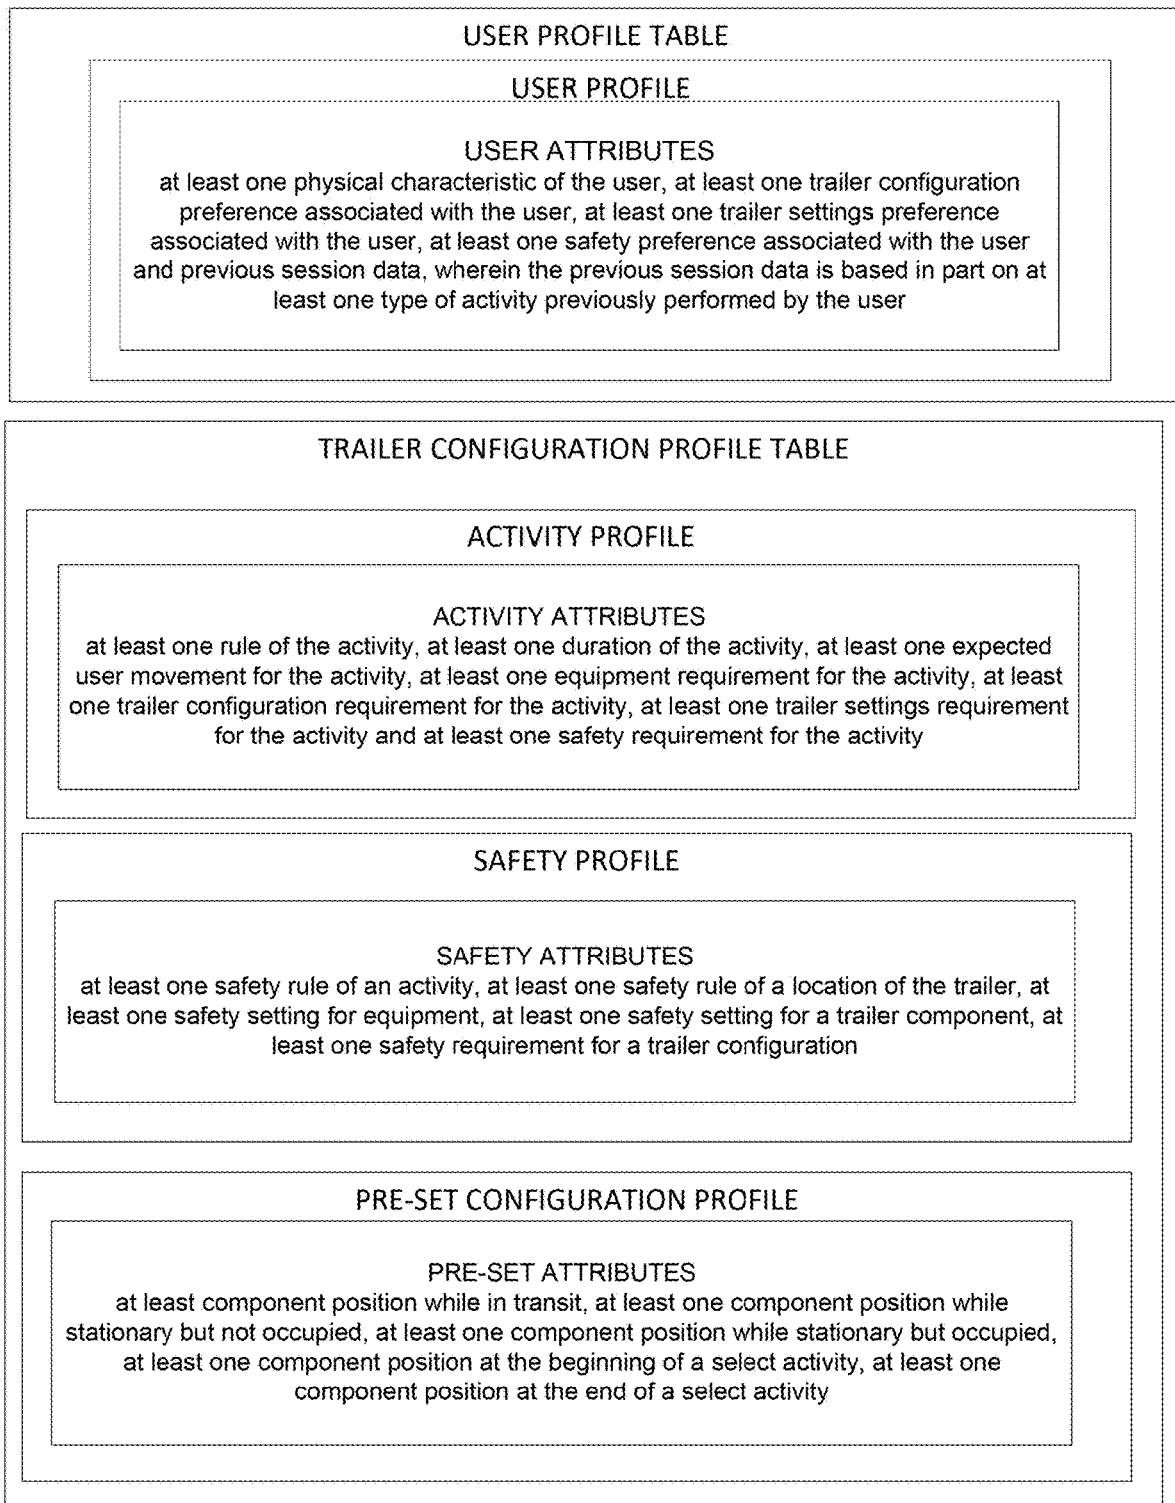 USER PROFILE TABLE
USER PROFILE
USER ATTRIBUTES
at least one physical characteristic of the user, at least one trailer configuration
preference associated with the user, at least one trailer settings preference
associated with the user, at least one safety preference associated with the user
and previous session data, wherein the previous session data is based in part on at
least one type of activity previously performed by the user
TRAILER CONFIGURATION PROFILE TABLE
ACTIVITY PROFILE
ACTIVITY ATTRIBUTES
at least one rule of the activity, at least one duration of the activity, at least one expected
user movement for the activity, at least one equipment requirement for the activity, at least
one trailer configuration requirement for the activity, at least one trailer settings requirement
for the activity and at least one safety requirement for the activity
SAFETY PROFILE
SAFETY ATTRIBUTES
at least one safety rule of an activity, at least one safety rule of a location of the trailer, at
least one safety setting for equipment, at least one safety setting for a trailer component, at
least one safety requirement for a trailer configuration
PRE-SET CONFIGURATION PROFILE
PRE-SET ATTRIBUTES
at least component position while in transit, at least one component position while
stationary but not occupied, at least one component position while stationary but occupied,
at least one component position at the beginning of a select activity, at least one
component position at the end of a select activity